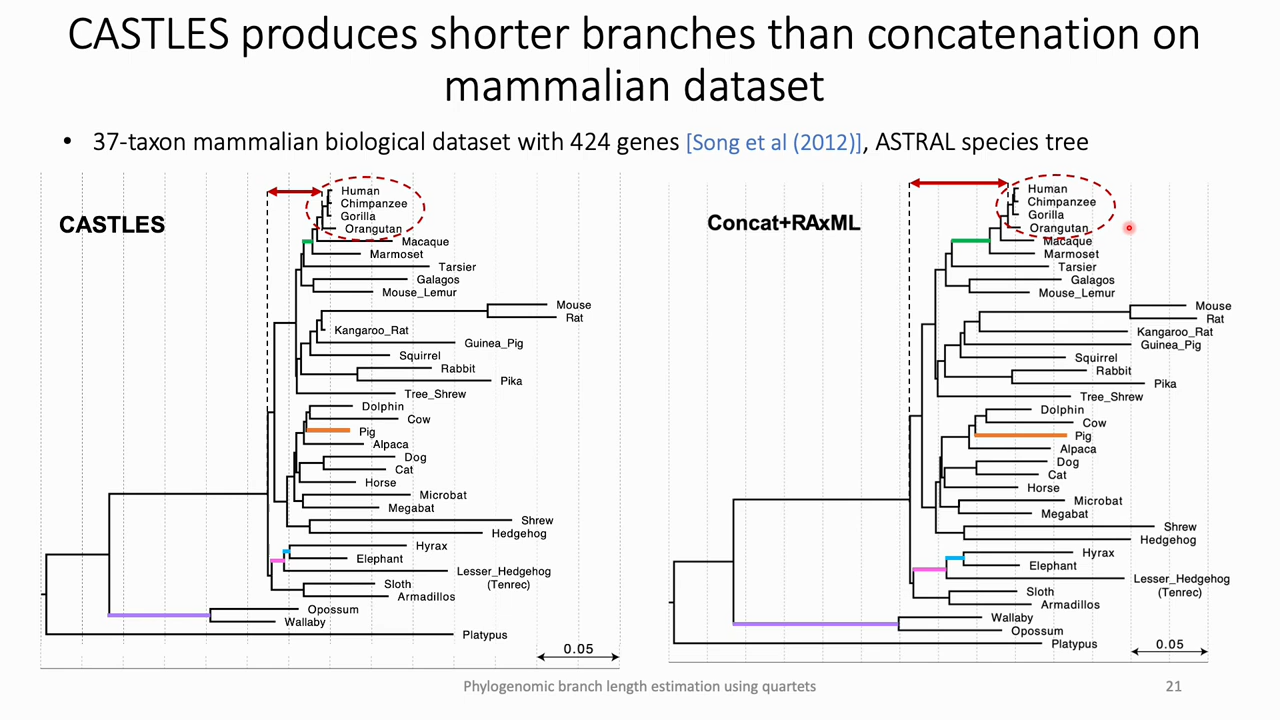 CASTLES produces shorter branches than concatenation on
mammalian dataset
• 37-taxon mammalian biological dataset with 424 genes [Song et al (2012)], ASTRAL species tree
CASTLES
Human
Chimpanzee
Gorilla
Orangutan
Macaque
Marmoset
Tarsier
Galagos
Mouse_Lemur
Mouse
Rat
Kangaroo_Rat
Guinea_Pig
Squirrel
Rabbit
Pika
Tree_Shrew
Dolphin
Cow
Pig
Alpaca
Dog
Cat
Horse
Microbat
Megabat
Shrew
Hedgehog
Hyrax
Elephant
Lesser_Hedgehog
(Tenrec)
Sloth
Armadillos
Opossum
Wallaby
Platypus
0.05
Concat+RAxML
Human
Chimpanzee
Gorilla
Orangutan
Macaque
Marmoset
Tarsier
Galagos
Mouse_Lemur
Mouse
Rat
Kangaroo_Rat
Guinea_Pig
Squirrel
Rabbit
Pika
Tree_Shrew
Dolphin
Cow
Pig
Alpaca
Dog
Cat
Horse
Microbat
Megabat
Shrew
Hedgehog
Hyrax
Elephant
Lesser_Hedgehog
(Tenrec)
Sloth
Armadillos
Wallaby
Opossum
Platypus
0.05
Phylogenomic branch length estimation using quartets
21